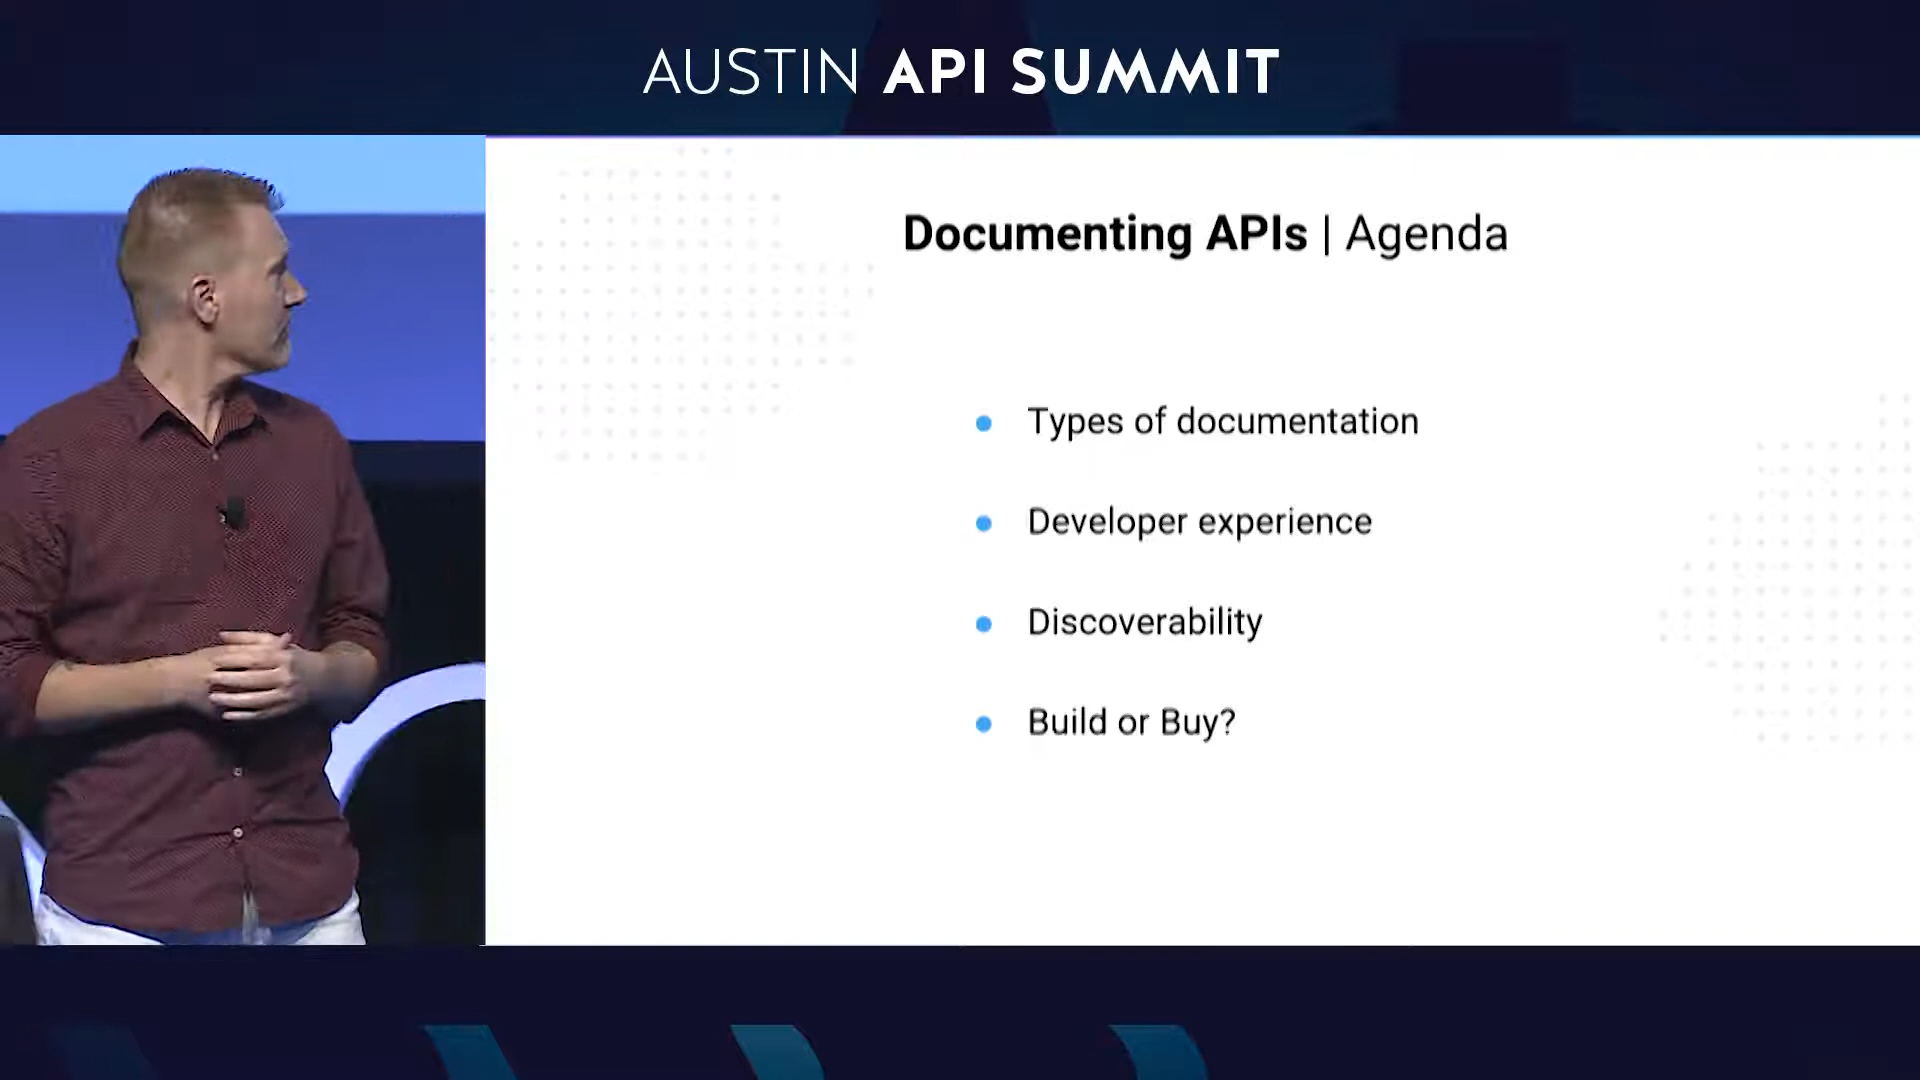 AUSTIN API SUMMIT
Documenting APIs | Agenda
Types of documentation
Developer experience
Discoverability
Build or Buy?